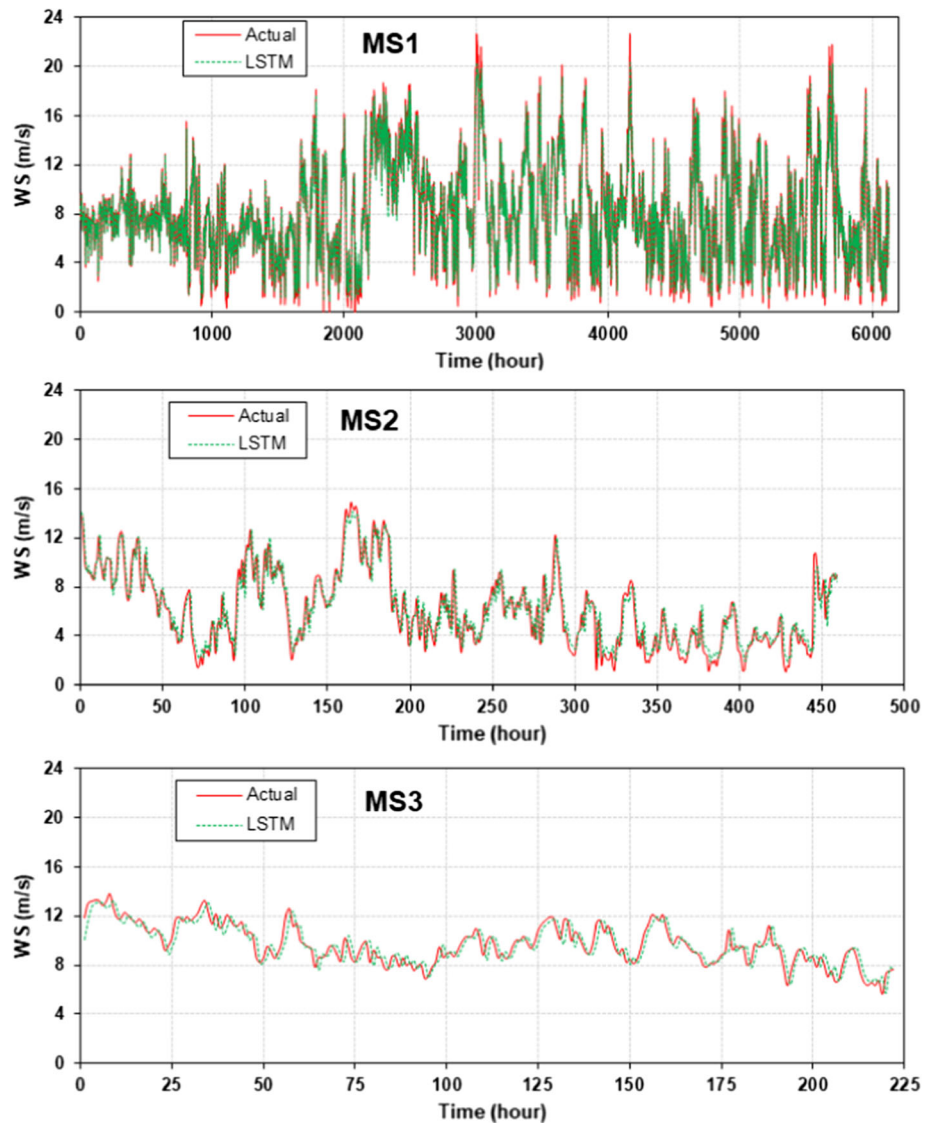 24
Actual
LSTM
MS1
20
16
12
8
4
0
WS (m/s)
0 1000 2000 3000 4000 5000 6000
Time (hour)
24
Actual
LSTM
MS2
20
16
12
8
4
0
WS (m/s)
0 50 100 150 200 250 300 350 400 450 500
Time (hour)
24
Actual
LSTM
MS3
20
16
12
8
4
0
WS (m/s)
0 25 50 75 100 125 150 175 200 225
Time (hour)